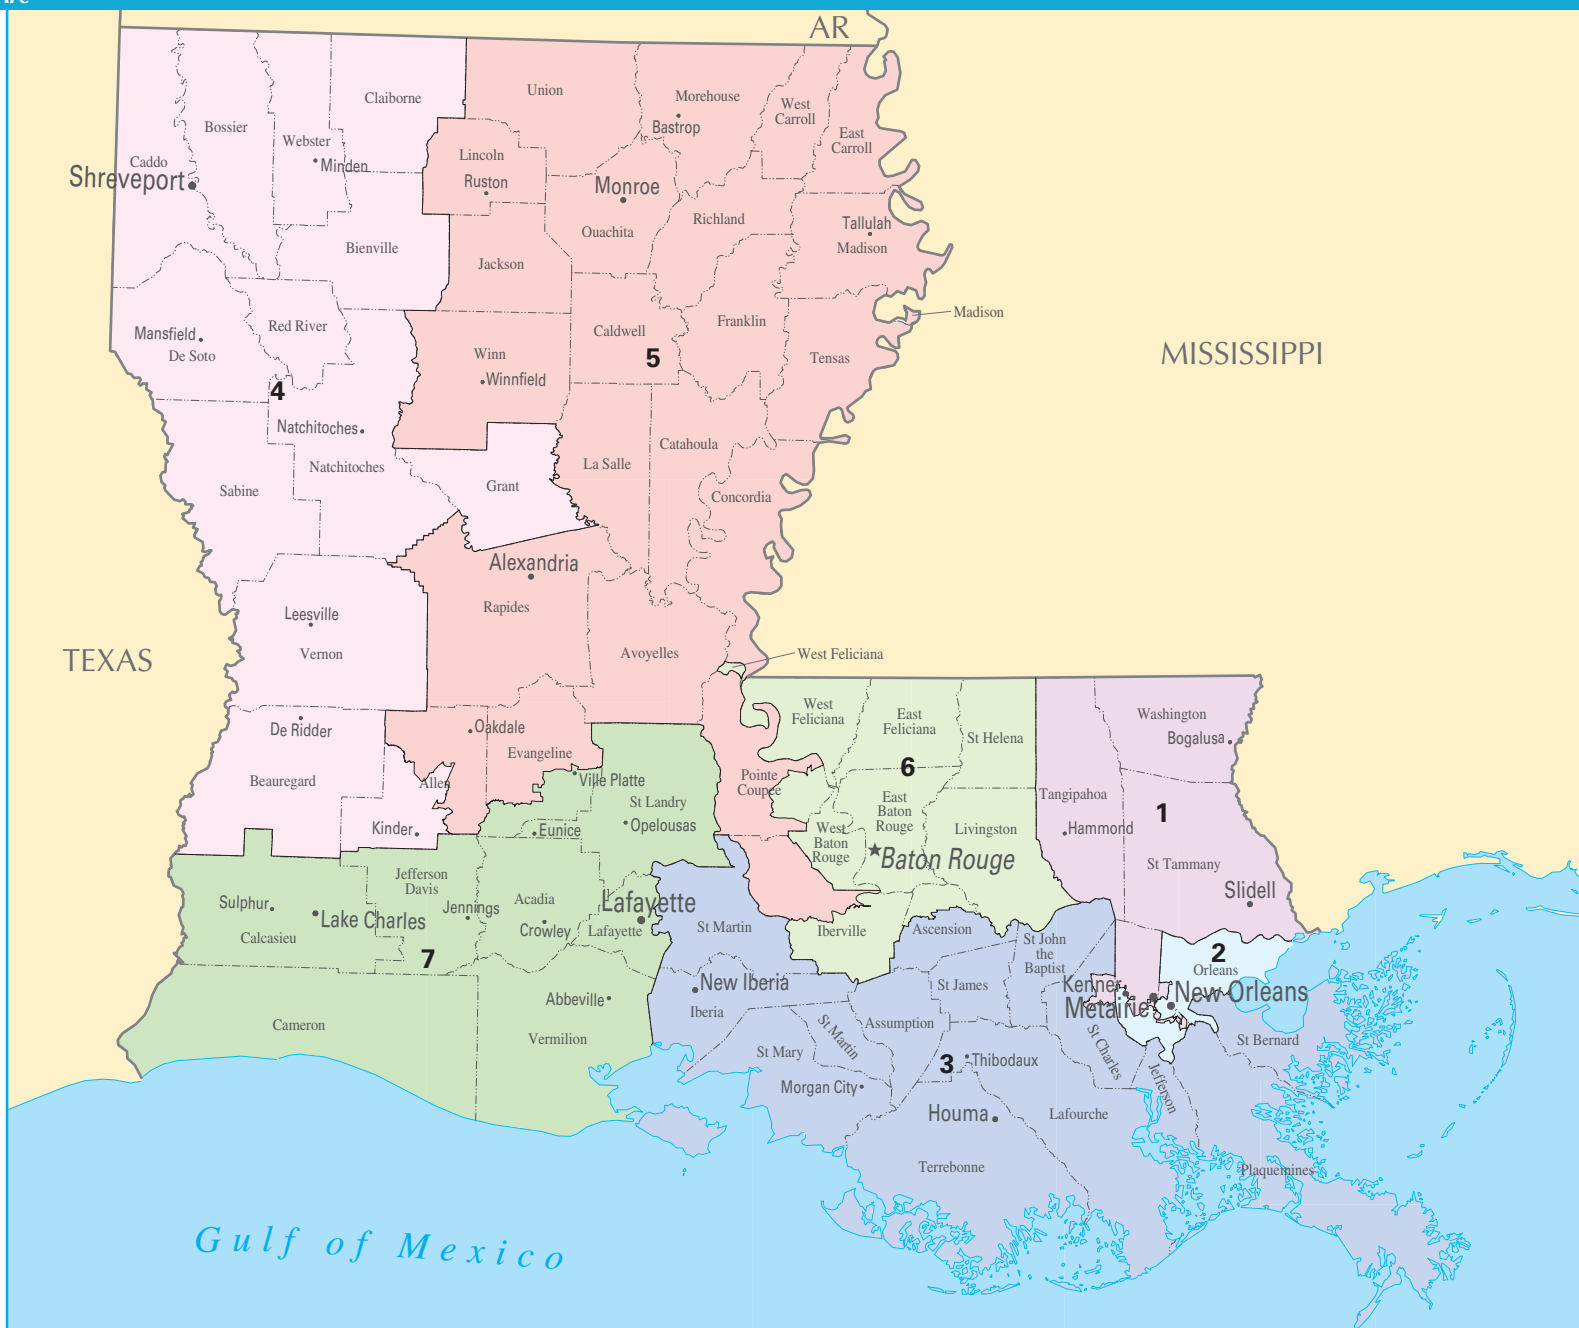 AR
Claiborne
Union
Morehouse
West
Carroll
Bossier
Bastrop
East
Carroll
Webster
Minden
Caddo
Shreveport
Lincoln
Ruston
Monroe
Ouachita
Richland
Tallulah
Madison
Bienville
Jackson
Madison
Red River
Mansfield
De Soto
Caldwell
Franklin
Winn
Winnfield
5
Tensas
MISSISSIPPI
4
Natchitoches
Natchitoches
Catahoula
La Salle
Sabine
Grant
Concordia
Alexandria
Rapides
Leesville
Vernon
TEXAS
Avoyelles
West Feliciana
West
Feliciana
East
Feliciana
St Helena
Washington
Bogalusa
De Ridder
Oakdale
Evangeline
Beauregard
Allen
Ville Platte
Pointe
Coupee
6
Tangipahoa
1
St Landry
Opelousas
East
Baton
Rouge
Kinder
Eunice
West
Baton
Rouge
Livingston
Hammond
Baton Rouge
St Tammany
Slidell
Jefferson
Davis
Jennings
Acadia
Crowley
Lafayette
Lafayette
Sulphur
Lake Charles
Calcasieu
7
St Martin
Iberville
Ascension
St John
the
Baptist
2
Orleans
New Iberia
Iberia
St James
Kenner
Metairie
New Orleans
Abbeville
Cameron
Vermilion
Assumption
St Martin
St Mary
Morgan City
3
Thibodaux
St Charles
Jefferson
St Bernard
Houma
Lafourche
Terrebonne
Plaquemines
Gulf of Mexico